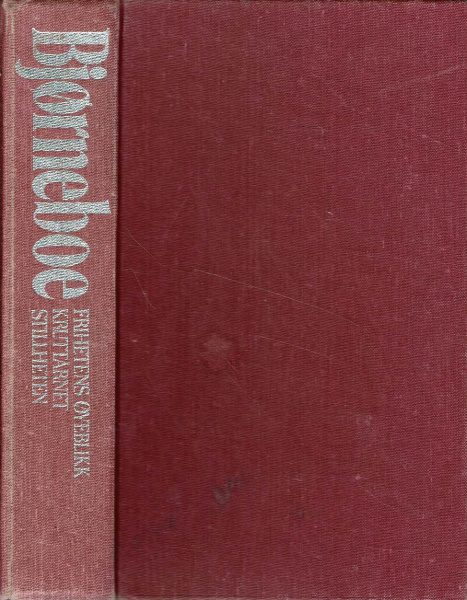 Bjørneboe
FRIHETENS ØYEBLIKK
KRUTTÅRNET
STILLHETEN